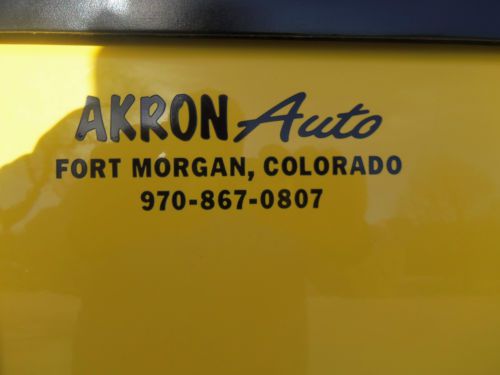 AKRON Auto
FORT MORGAN, COLORADO
970-867-0807